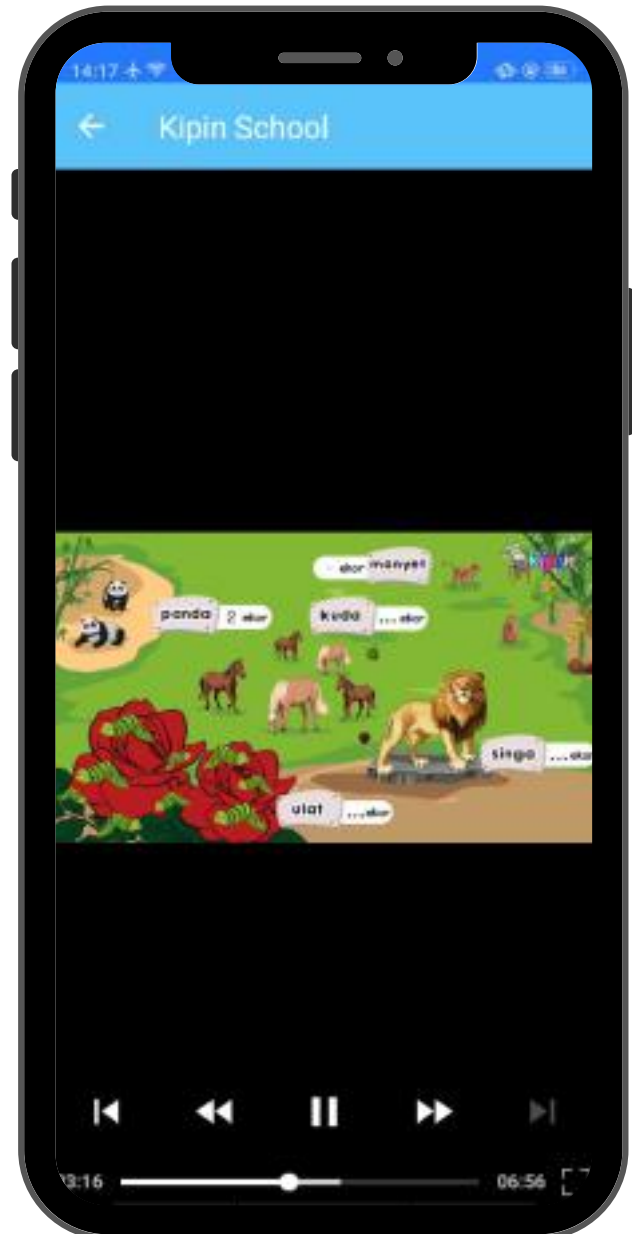 14:17
Kipin School
... ekor monyet
panda 2 ekor
kuda ...ekor
singa ...ekor
ulat ...ekor
3:16
06:56